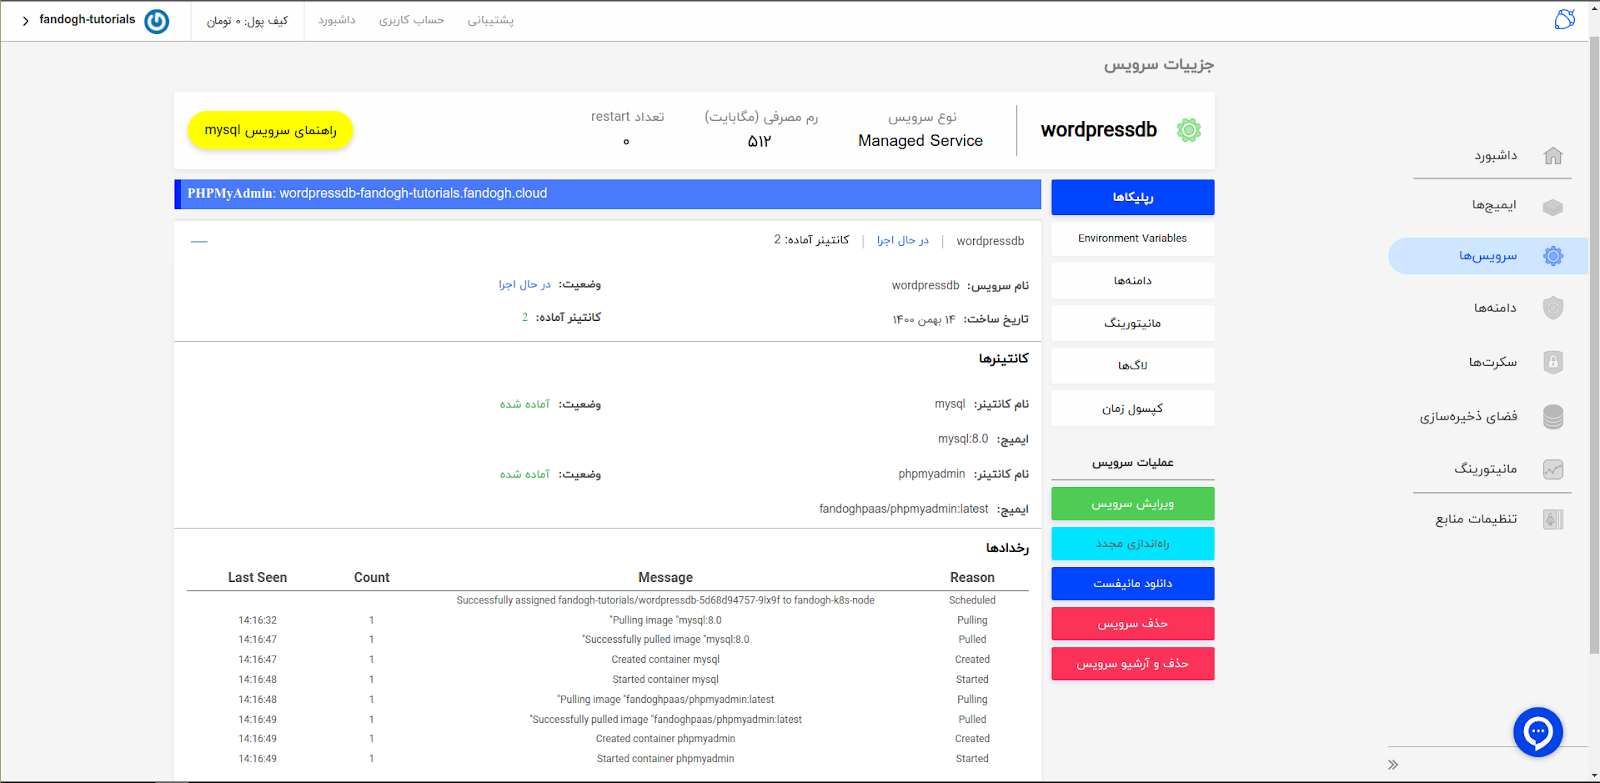 fandogh-tutorials
کیف پول: ۰ تومان
داشبورد
حساب کاربری
پشتیبانی
جزییات سرویس
wordpressdb
نوع سرویس
Managed Service
رم مصرفی (مگابایت)
۵۱۲
تعداد restart
۰
راهنمای سرویس mysql
PHPMyAdmin: wordpressdb-fandogh-tutorials.fandogh.cloud
wordpressdb | در حال اجرا | کانتینر آماده: 2
نام سرویس: wordpressdb
وضعیت: در حال اجرا
تاریخ ساخت: ۱۴ بهمن ۱۴۰۰
کانتینر آماده: 2
کانتینرها
نام کانتینر: mysql
وضعیت: آماده شده
ایمیج: mysql:8.0
نام کانتینر: phpmyadmin
وضعیت: آماده شده
ایمیج: fandoghpaas/phpmyadmin:latest
رخدادها
Last Seen Count Message Reason
Successfully assigned fandogh-tutorials/wordpressdb-5d68d94757-9lx9f to fandogh-k8s-node Scheduled
14:16:32 1 "Pulling image "mysql:8.0 Pulling
14:16:47 1 "Successfully pulled image "mysql:8.0 Pulled
14:16:47 1 Created container mysql Created
14:16:48 1 Started container mysql Started
14:16:48 1 "Pulling image "fandoghpaas/phpmyadmin:latest Pulling
14:16:49 1 "Successfully pulled image "fandoghpaas/phpmyadmin:latest Pulled
14:16:49 1 Created container phpmyadmin Created
14:16:49 1 Started container phpmyadmin Started
رپلیکاها
Environment Variables
دامنه‌ها
مانیتورینگ
لاگ‌ها
کپسول زمان
عملیات سرویس
ویرایش سرویس
راه‌اندازی مجدد
دانلود مانیفست
حذف سرویس
حذف و آرشیو سرویس
داشبورد
ایمیج‌ها
سرویس‌ها
دامنه‌ها
سکرت‌ها
فضای ذخیره‌سازی
مانیتورینگ
تنظیمات منابع